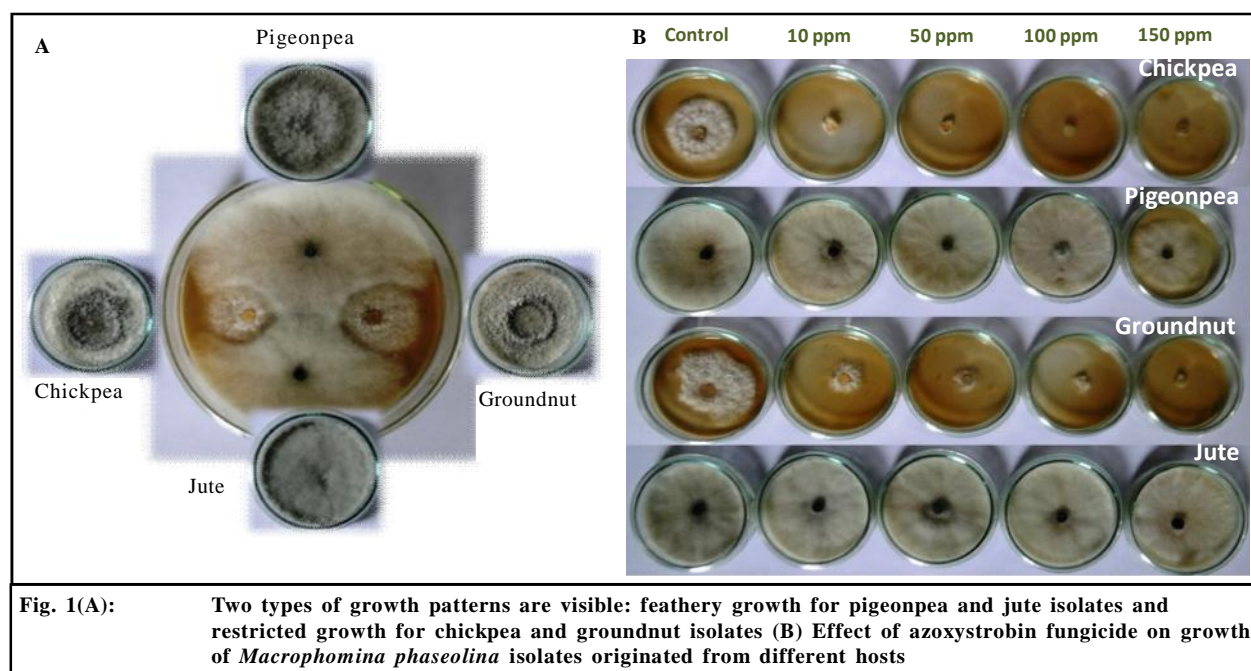 A
Pigeonpea
Chickpea
Groundnut
Jute
B Control 10 ppm 50 ppm 100 ppm 150 ppm
Chickpea
Pigeonpea
Groundnut
Jute
Fig. 1(A): Two types of growth patterns are visible: feathery growth for pigeonpea and jute isolates and
restricted growth for chickpea and groundnut isolates (B) Effect of azoxystrobin fungicide on growth
of Macrophomina phaseolina isolates originated from different hosts